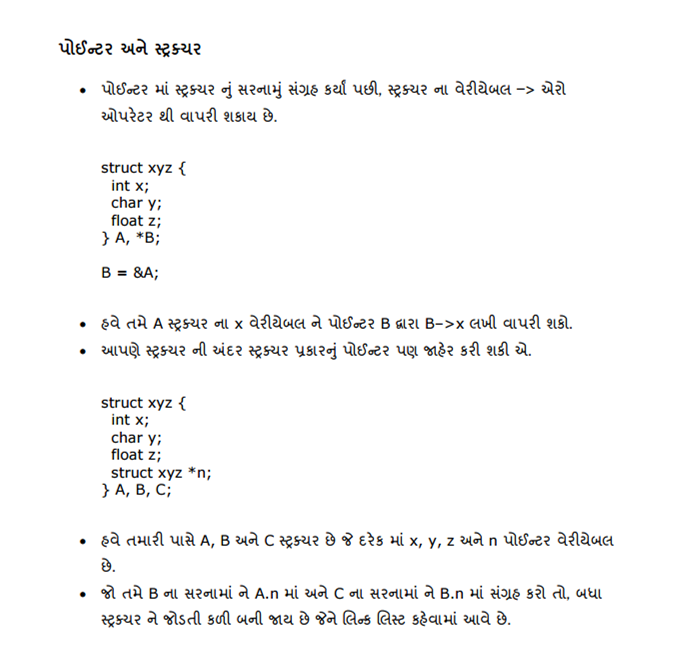 પોઈન્ટર અને સ્ટ્રક્ચર
• પોઈન્ટર માં સ્ટ્રક્ચર નું સરનામું સંગ્રહ કર્યાં પછી, સ્ટ્રક્ચર ના વેરીયેબલ −> એરો
ઓપરેટર થી વાપરી શકાય છે.
struct xyz {
int x;
char y;
float z;
} A, *B;
B = &A;
• હવે તમે A સ્ટ્રક્ચર ના x વેરીયેબલ ને પોઈન્ટર B દ્વારા B−>x લખી વાપરી શકો.
• આપણે સ્ટ્રક્ચર ની અંદર સ્ટ્રક્ચર પ્રકારનું પોઈન્ટર પણ જાહેર કરી શકી એ.
struct xyz {
int x;
char y;
float z;
struct xyz *n;
} A, B, C;
• હવે તમારી પાસે A, B અને C સ્ટ્રક્ચર છે જે દરેક માં x, y, z અને n પોઈન્ટર વેરીયેબલ
છે.
• જો તમે B ના સરનામાં ને A.n માં અને C ના સરનામાં ને B.n માં સંગ્રહ કરો તો, બધા
સ્ટ્રક્ચર ને જોડતી કળી બની જાય છે જેને લિન્ક લિસ્ટ કહેવામાં આવે છે.